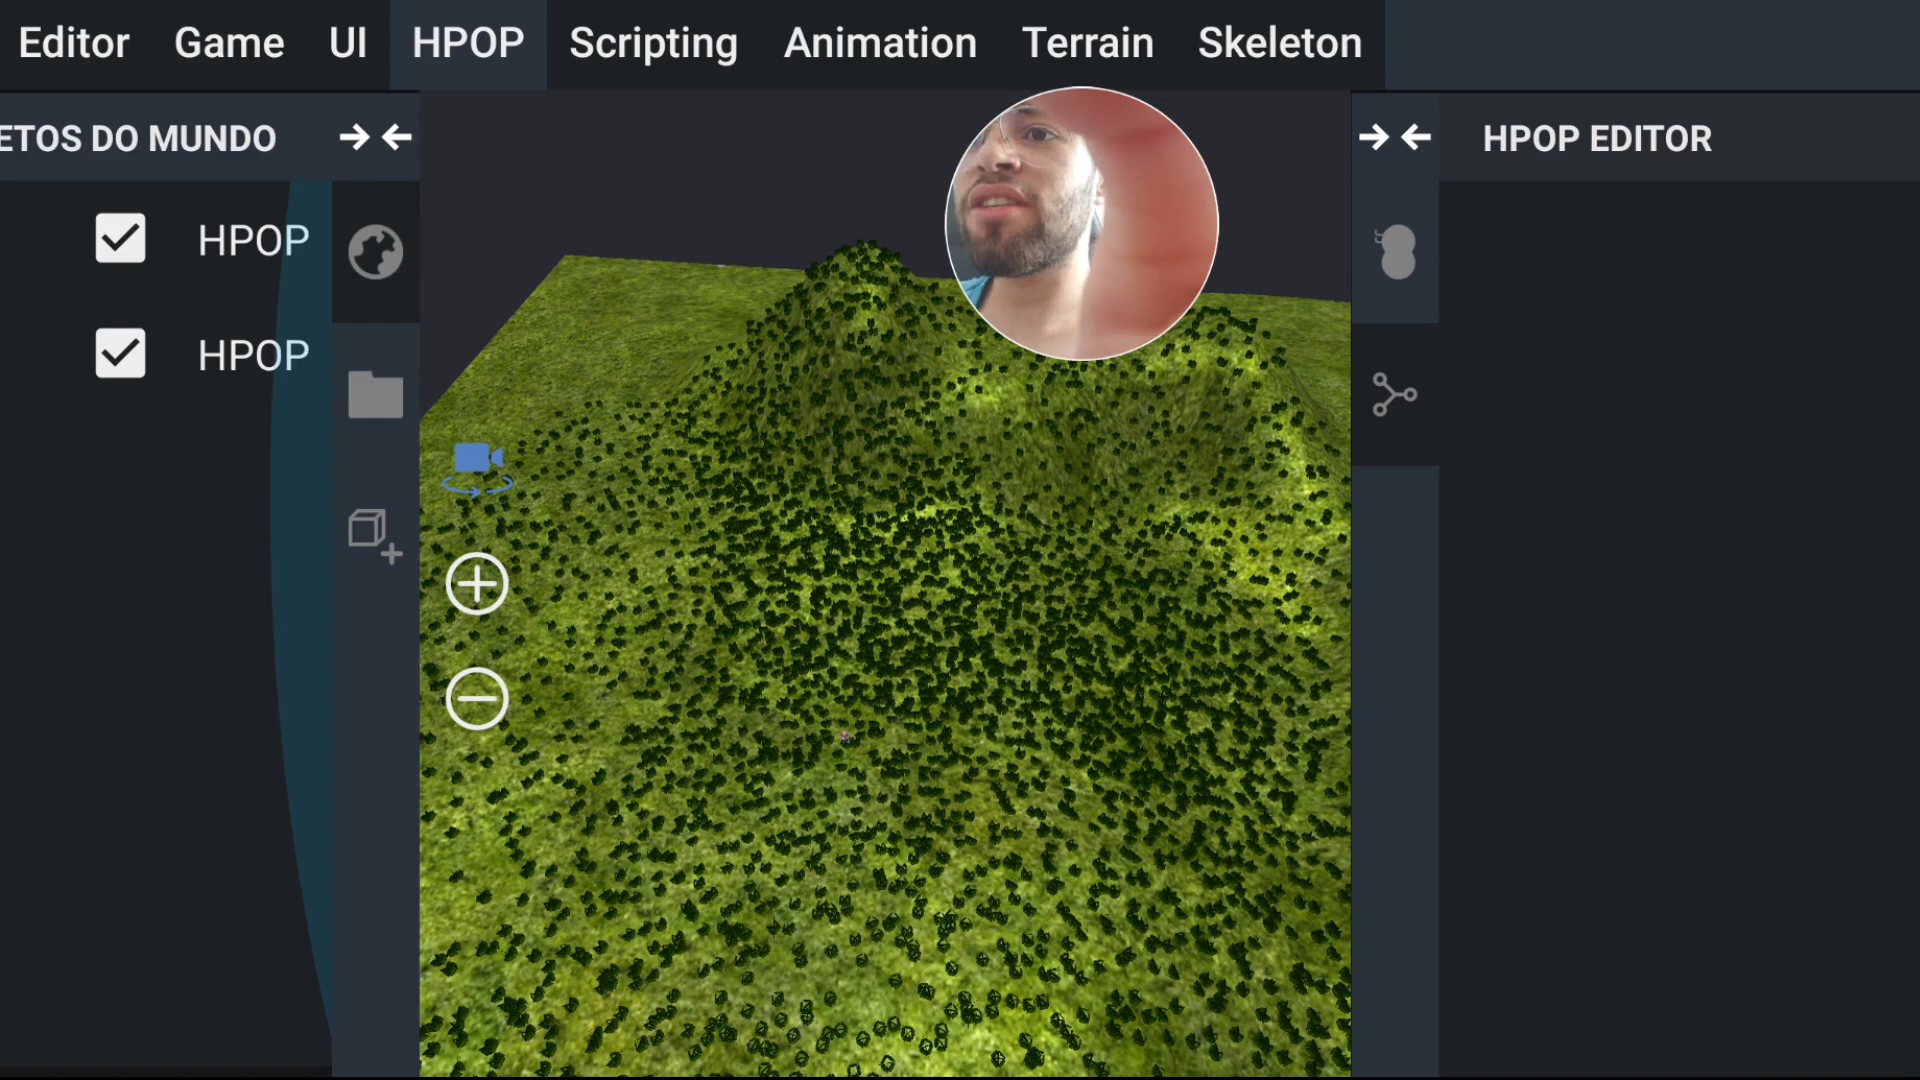 Editor Game UI HPOP Scripting Animation Terrain Skeleton
ETOS DO MUNDO
HPOP EDITOR
HPOP
HPOP